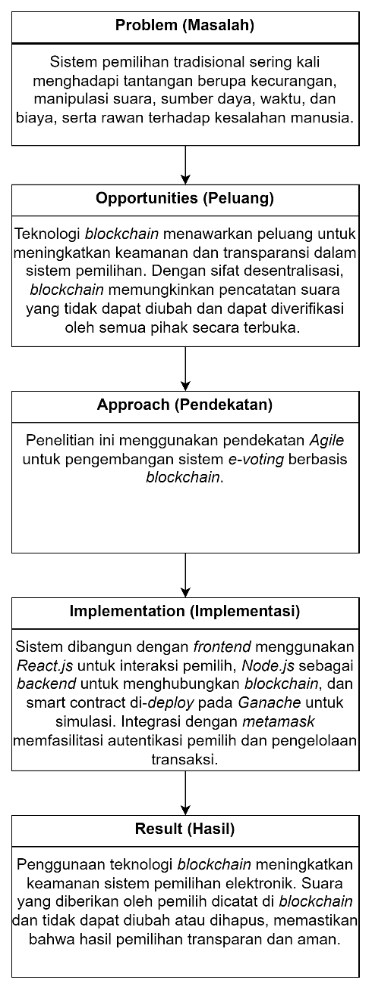 Problem (Masalah)
Sistem pemilihan tradisional sering kali
menghadapi tantangan berupa kecurangan,
manipulasi suara, sumber daya, waktu, dan
biaya, serta rawan terhadap kesalahan manusia.
Opportunities (Peluang)
Teknologi blockchain menawarkan peluang untuk
meningkatkan keamanan dan transparansi dalam
sistem pemilihan. Dengan sifat desentralisasi,
blockchain memungkinkan pencatatan suara
yang tidak dapat diubah dan dapat diverifikasi
oleh semua pihak secara terbuka.
Approach (Pendekatan)
Penelitian ini menggunakan pendekatan Agile
untuk pengembangan sistem e-voting berbasis
blockchain.
Implementation (Implementasi)
Sistem dibangun dengan frontend menggunakan
React.js untuk interaksi pemilih, Node.js sebagai
backend untuk menghubungkan blockchain, dan
smart contract di-deploy pada Ganache untuk
simulasi. Integrasi dengan metamask
memfasilitasi autentikasi pemilih dan pengelolaan
transaksi.
Result (Hasil)
Penggunaan teknologi blockchain meningkatkan
keamanan sistem pemilihan elektronik. Suara
yang diberikan oleh pemilih dicatat di blockchain
dan tidak dapat diubah atau dihapus, memastikan
bahwa hasil pemilihan transparan dan aman.